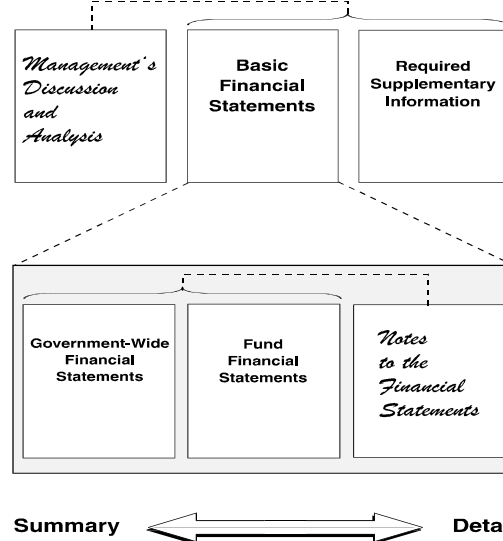 Management's
Discussion
and
Analysis
Basic
Financial
Statements
Required
Supplementary
Information
Government-Wide
Financial
Statements
Fund
Financial
Statements
Notes
to the
Financial
Statements
Summary
Deta